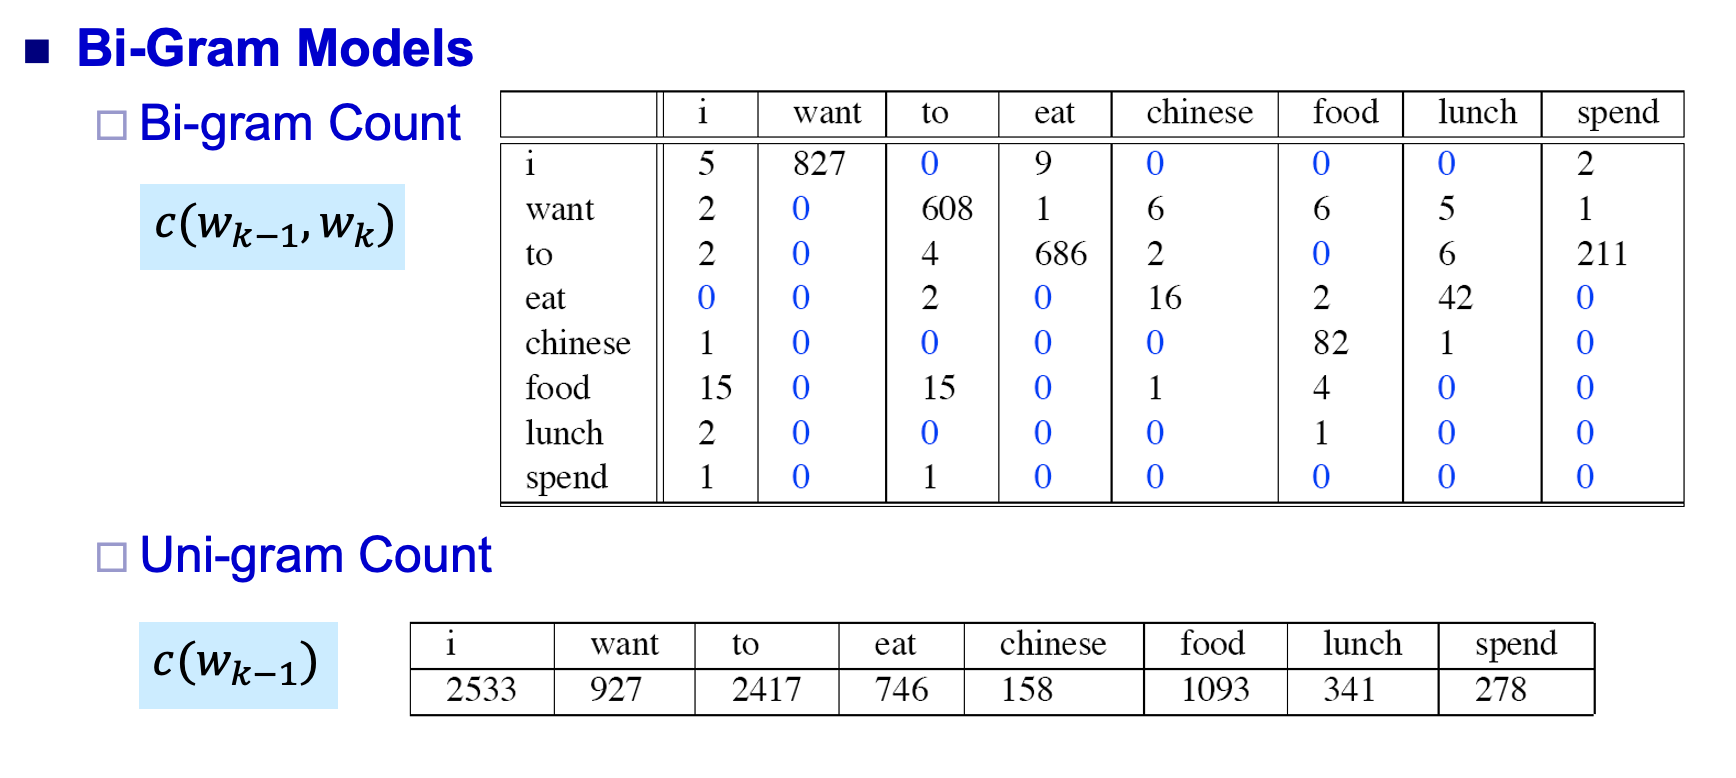 Bi-Gram Models
Bi-gram Count
c(wₖ₋₁, wₖ)
i want to eat chinese food lunch spend
i 5 827 0 9 0 0 0 2
want 2 0 608 1 6 6 5 1
to 2 0 4 686 2 0 6 211
eat 0 0 2 0 16 2 42 0
chinese 1 0 0 0 0 82 1 0
food 15 0 15 0 1 4 0 0
lunch 2 0 0 0 0 1 0 0
spend 1 0 1 0 0 0 0 0
Uni-gram Count
c(wₖ₋₁)
i want to eat chinese food lunch spend
2533 927 2417 746 158 1093 341 278